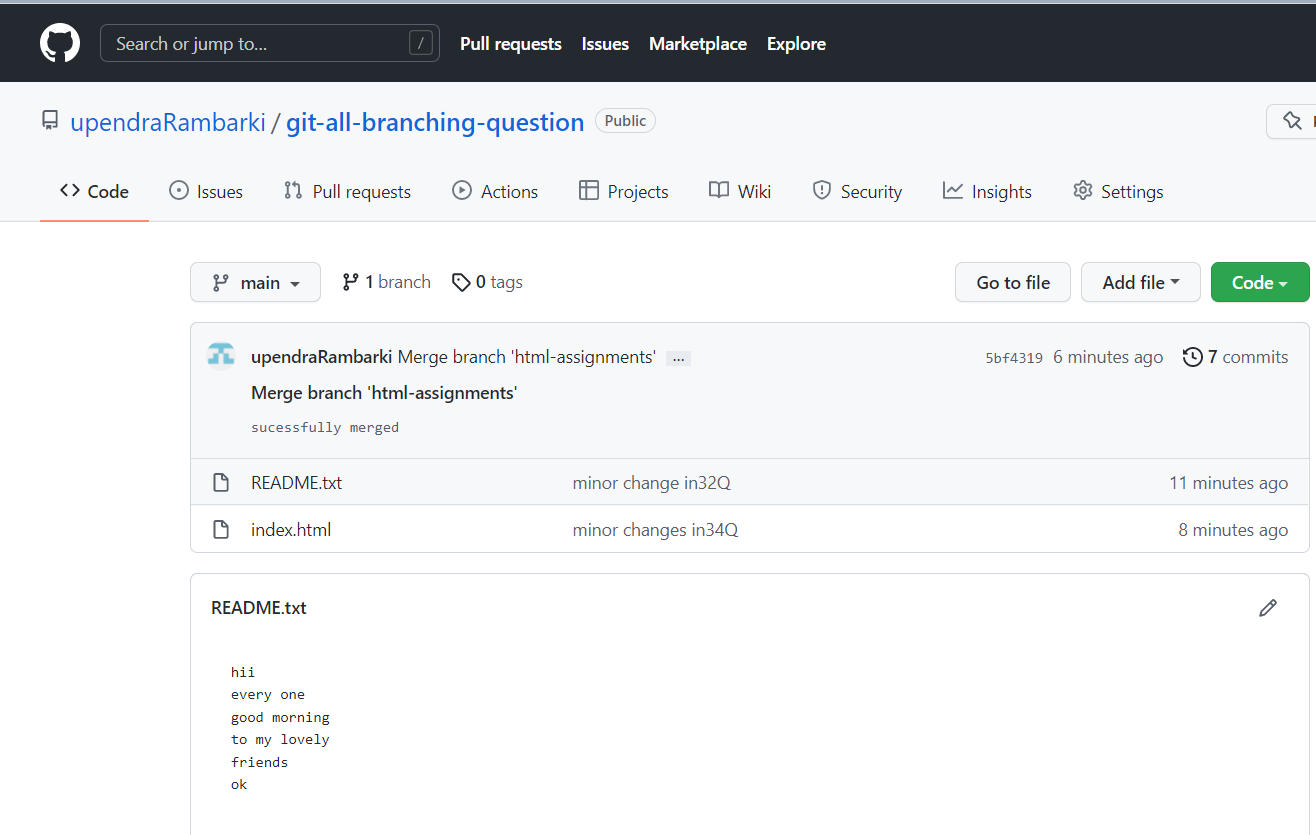 Search or jump to... /
Pull requests Issues Marketplace Explore
upendraRambarki / git-all-branching-question Public
Code Issues Pull requests Actions Projects Wiki Security Insights Settings
main 1 branch 0 tags Go to file Add file Code
upendraRambarki Merge branch 'html-assignments' ... 5bf4319 6 minutes ago 7 commits
Merge branch 'html-assignments'
sucessfully merged
README.txt minor change in32Q 11 minutes ago
index.html minor changes in34Q 8 minutes ago
README.txt
hii
every one
good morning
to my lovely
friends
ok